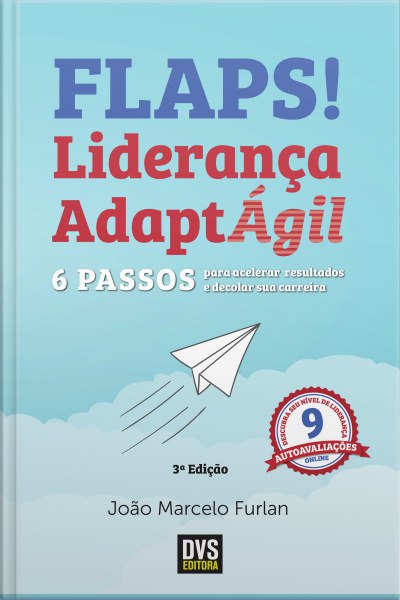 FLAPS!
Liderança
AdaptÁgil
6 PASSOS para acelerar resultados
e decolar sua carreira
DESCUBRA SEU NÍVEL DE LIDERANÇA
9
AUTOAVALIAÇÕES
ONLINE
3ª Edição
João Marcelo Furlan
DVS
EDITORA